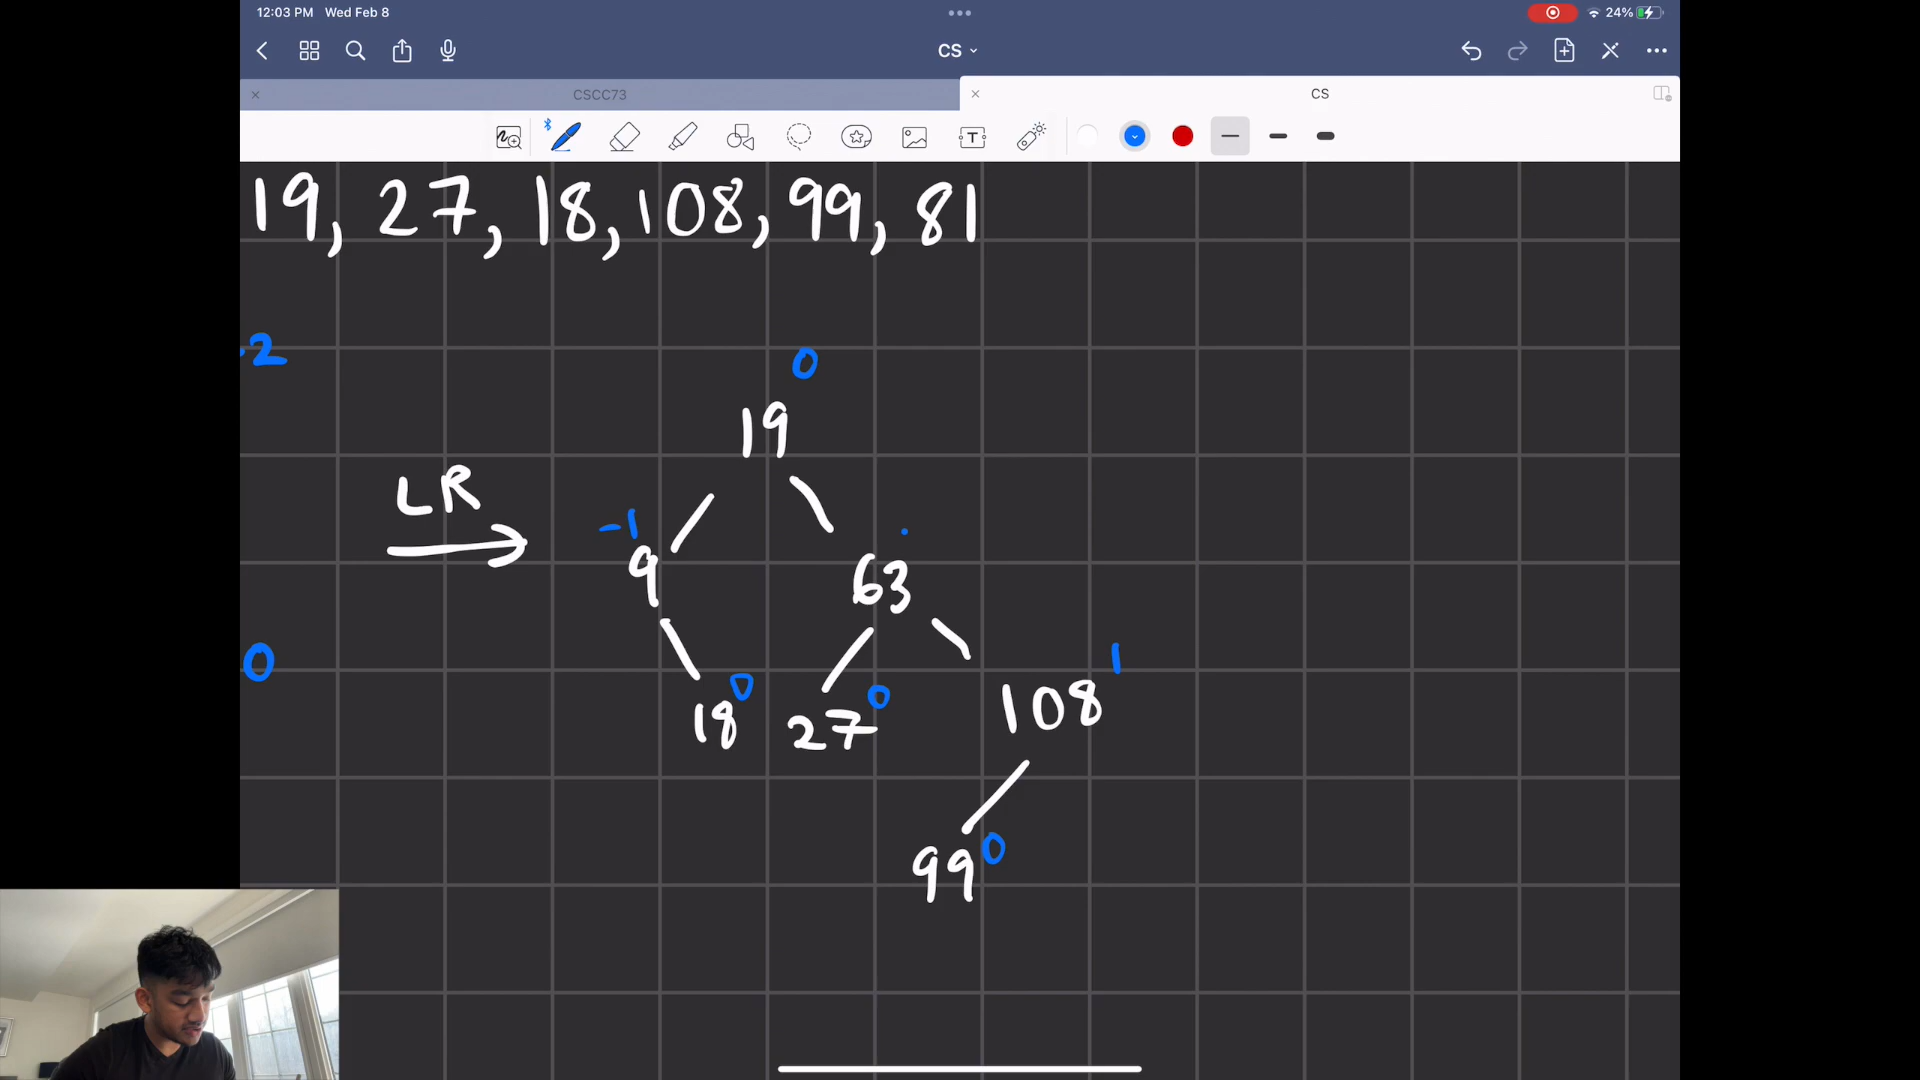 12:03 PM Wed Feb 8 24%
CS
CSCC73 CS
T
19, 27, 18, 108, 99, 81
-2
0
19
LR
-1
9 63
0 1
18 27 0 108
99 0